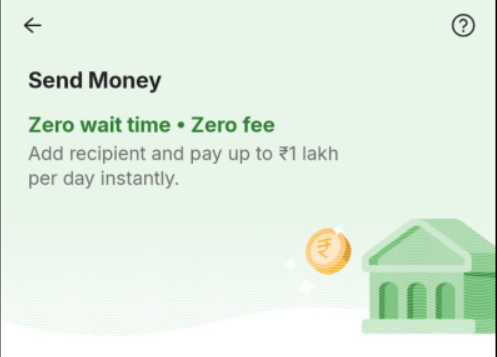 Send Money
Zero wait time • Zero fee
Add recipient and pay up to ₹1 lakh
per day instantly.
₹